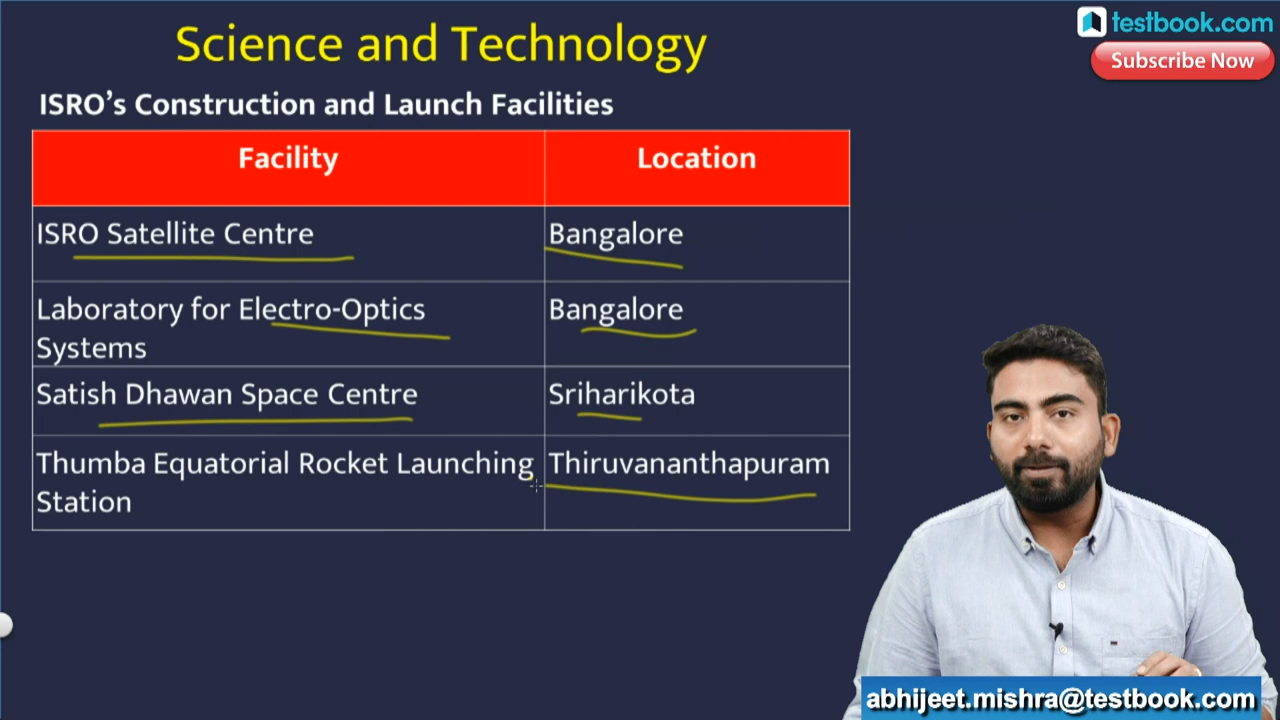 testbook.com
Science and Technology
Subscribe Now
ISRO’s Construction and Launch Facilities
Facility
Location
ISRO Satellite Centre
Bangalore
Laboratory for Electro-Optics
Systems
Bangalore
Satish Dhawan Space Centre
Sriharikota
Thumba Equatorial Rocket Launching
Station
Thiruvananthapuram
abhijeet.mishra@testbook.com